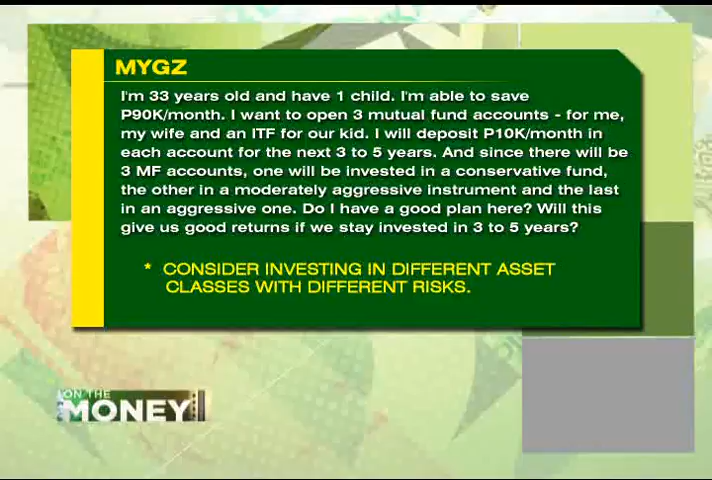 MYGZ
I'm 33 years old and have 1 child. I'm able to save
P90K/month. I want to open 3 mutual fund accounts - for me,
my wife and an ITF for our kid. I will deposit P10K/month in
each account for the next 3 to 5 years. And since there will be
3 MF accounts, one will be invested in a conservative fund,
the other in a moderately aggressive instrument and the last
in an aggressive one. Do I have a good plan here? Will this
give us good returns if we stay invested in 3 to 5 years?
* CONSIDER INVESTING IN DIFFERENT ASSET
CLASSES WITH DIFFERENT RISKS.
ON THE
MONEY